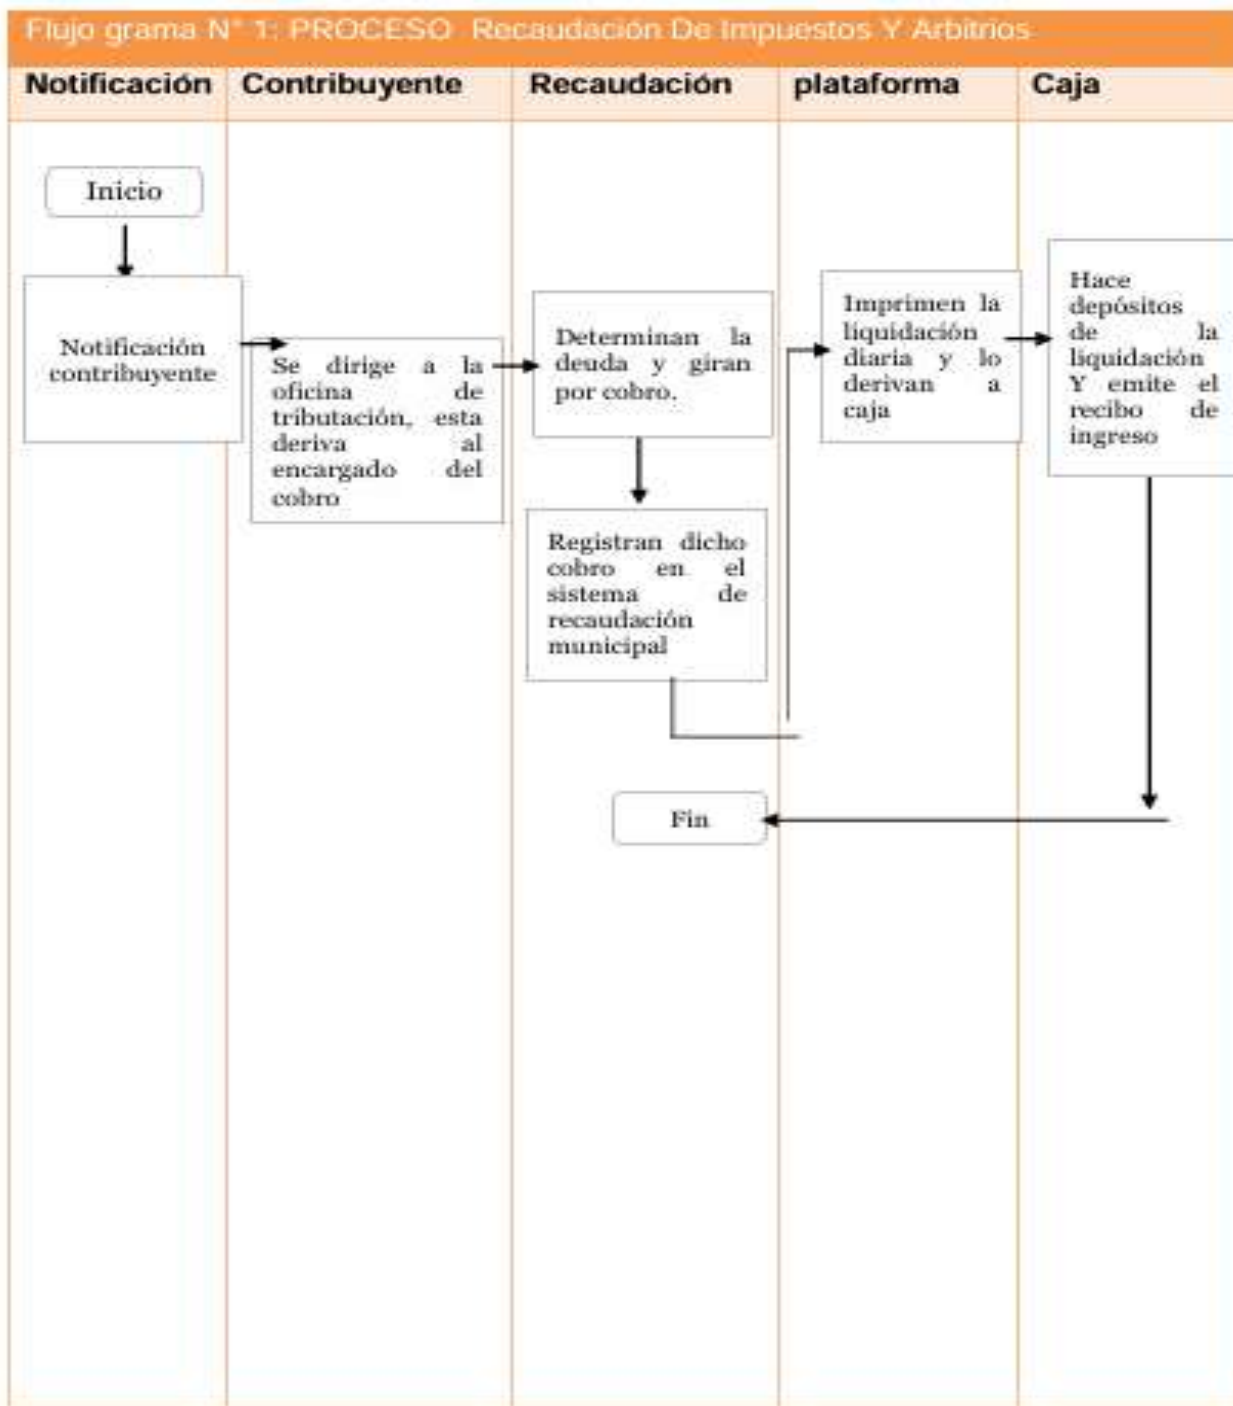 Flujo grama N° 1: PROCESO Recaudación De Impuestos Y Arbitrios
Notificación
Contribuyente
Recaudación
plataforma
Caja
Inicio
Notificación
contribuyente
Se dirige a la
oficina de
tributación, esta
deriva al
encargado del
cobro
Determinan la
deuda y giran
por cobro.
Registran dicho
cobro en el
sistema de
recaudación
municipal
Imprimen la
liquidación
diaria y lo
derivan a
caja
Hace
depósitos
de la
liquidación
Y emite el
recibo de
ingreso
Fin